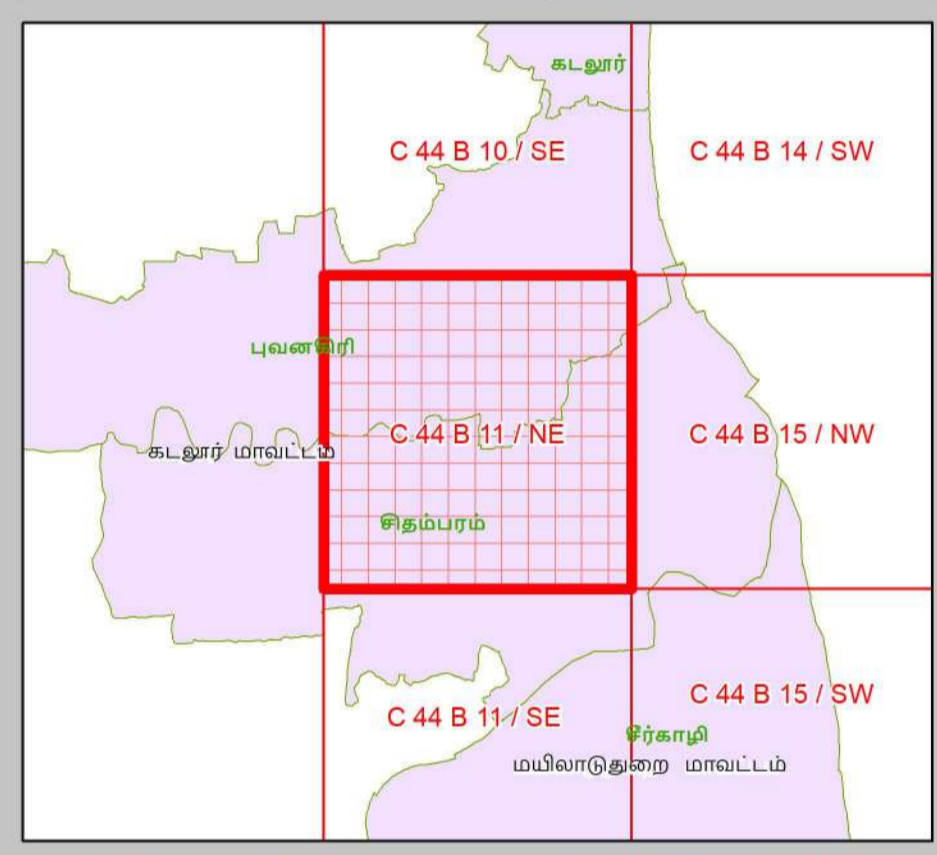 கடலூர்
C 44 B 10 / SE
C 44 B 14 / SW
புவனகிரி
C 44 B 11 / NE
C 44 B 15 / NW
கடலூர் மாவட்டம்
சிதம்பரம்
C 44 B 15 / SW
C 44 B 11 / SE
சீர்காழி
மயிலாடுதுறை மாவட்டம்